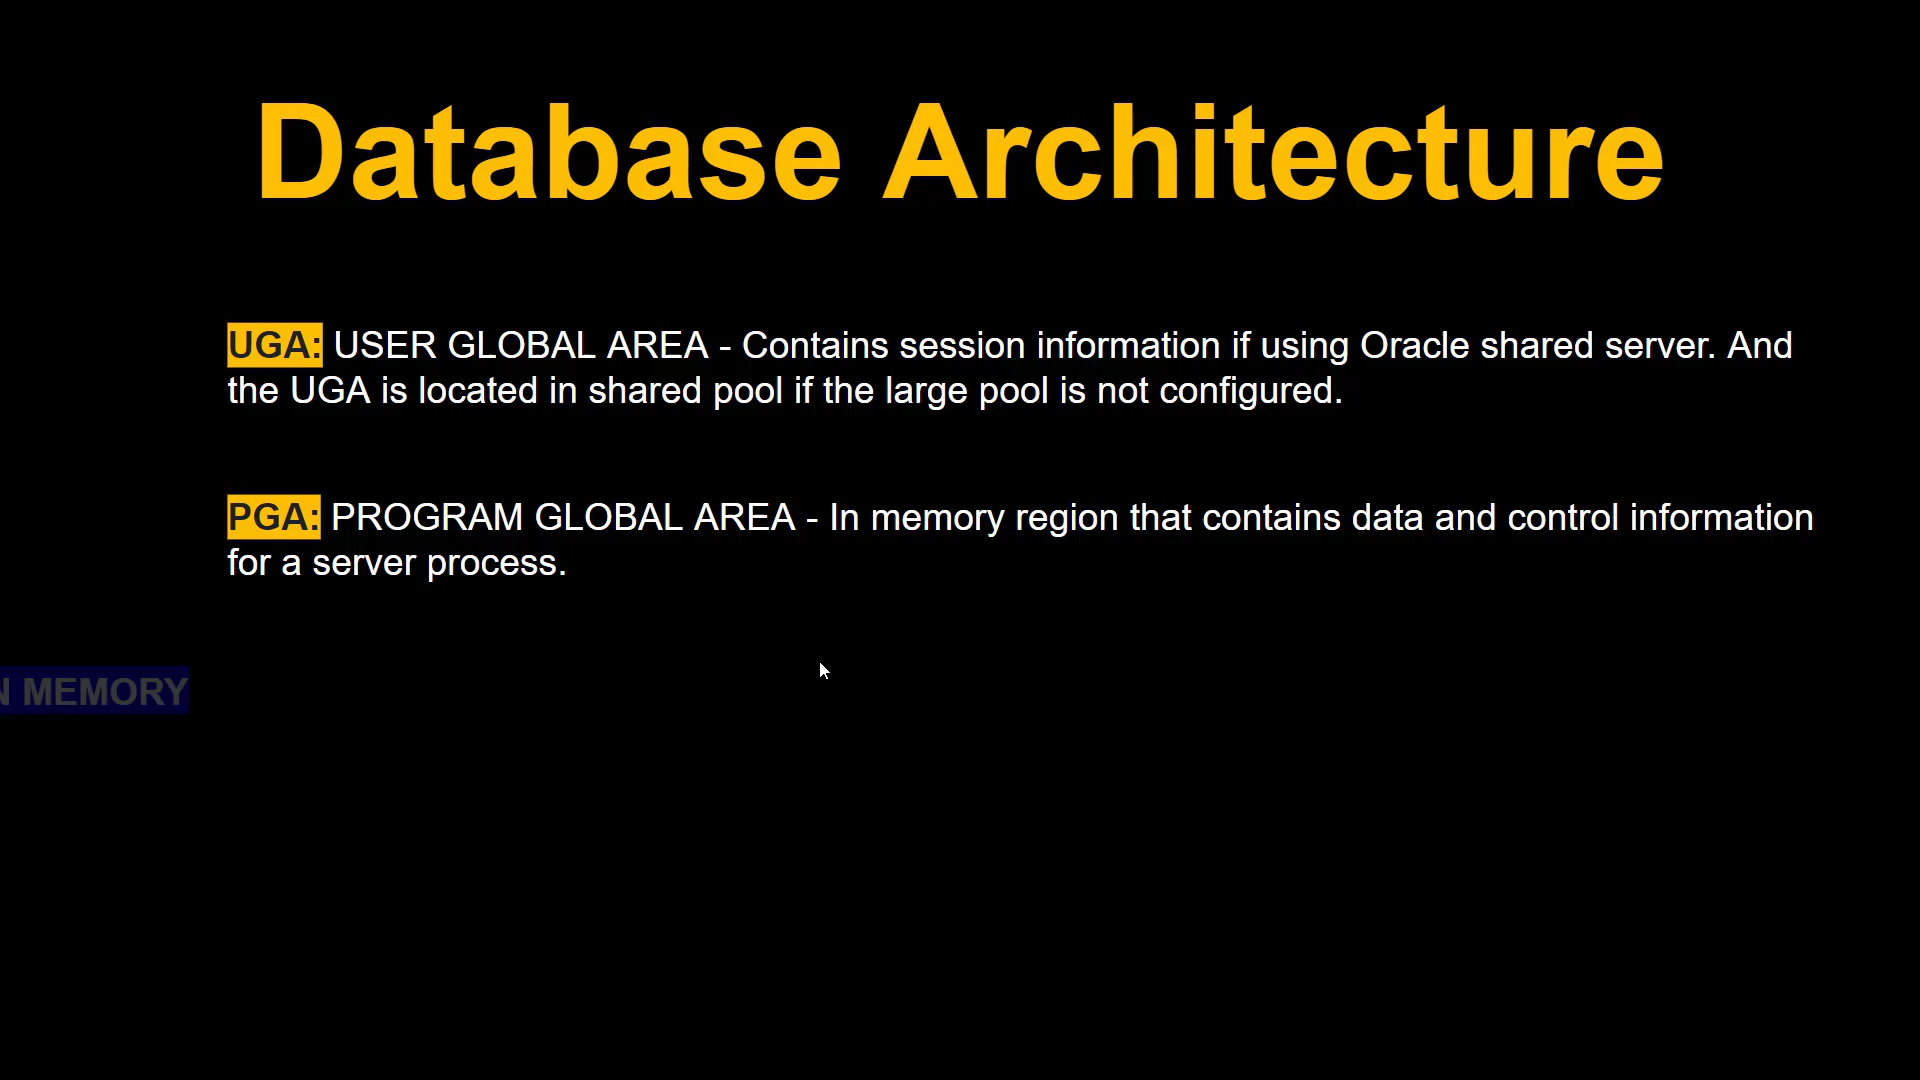 Database Architecture
UGA: USER GLOBAL AREA - Contains session information if using Oracle shared server. And
the UGA is located in shared pool if the large pool is not configured.
PGA: PROGRAM GLOBAL AREA - In memory region that contains data and control information
for a server process.
N MEMORY